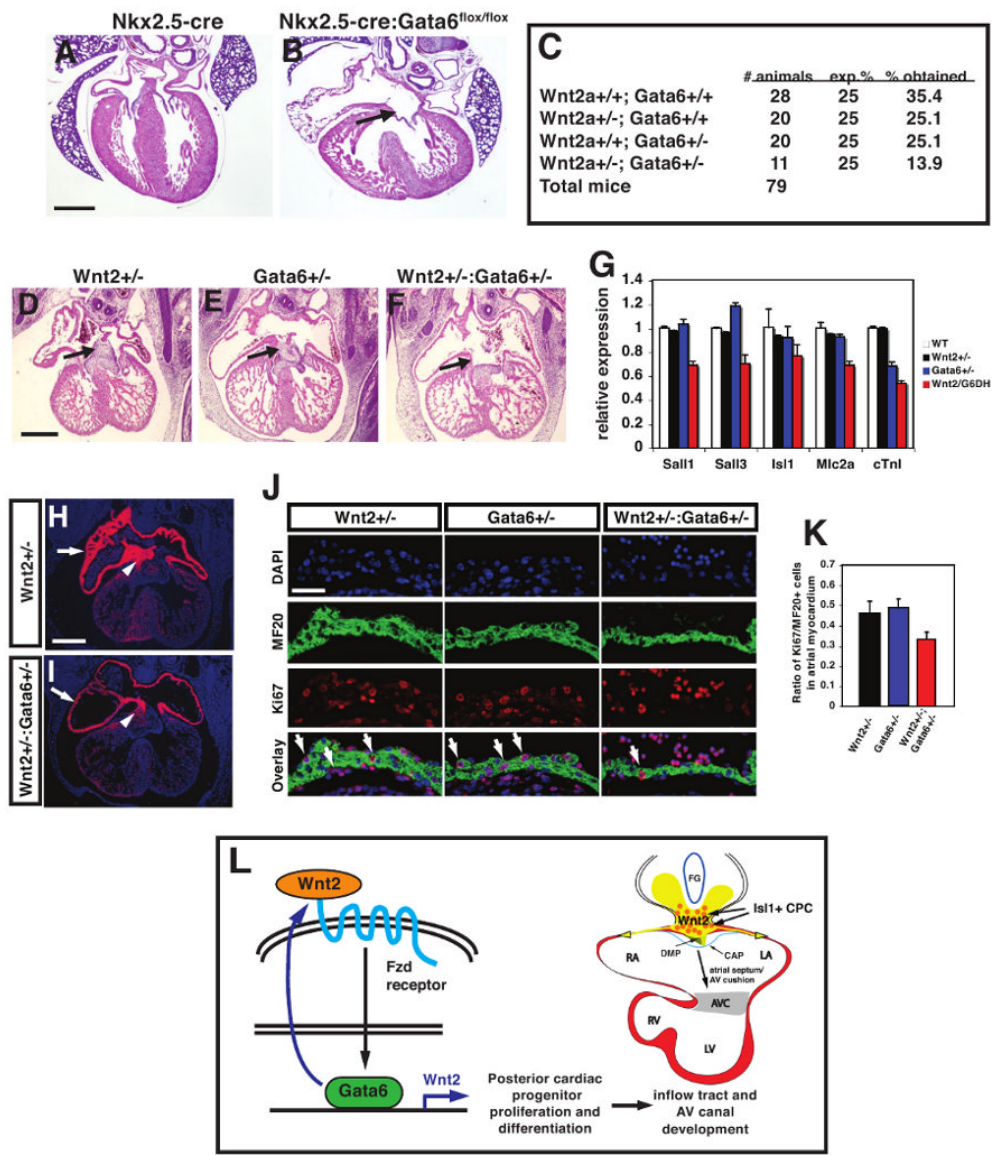 Nkx2.5-cre
Nkx2.5-cre:Gata6flox/flox
A
B
C
# animals exp.% % obtained
Wnt2a+/+; Gata6+/+ 28 25 35.4
Wnt2a+/-; Gata6+/+ 20 25 25.1
Wnt2a+/+; Gata6+/- 20 25 25.1
Wnt2a+/-; Gata6+/- 11 25 13.9
Total mice 79
Wnt2+/-
Gata6+/-
Wnt2+/-:Gata6+/-
D
E
F
G
relative expression
1.4
1.2
1
0.8
0.6
0.4
0.2
0
Sall1 Sall3 Isl1 Mlc2a cTnI
WT
Wnt2+/-
Gata6+/-
Wnt2/G6DH
H
Wnt2+/-
I
Wnt2+/-:Gata6+/-
J
Wnt2+/-
Gata6+/-
Wnt2+/-:Gata6+/-
DAPI
MF20
Ki67
Overlay
K
Ratio of Ki67/MF20+ cells
in atrial myocardium
0.7
0.6
0.5
0.4
0.3
0.2
0.1
0
Wnt2+/-
Gata6+/-
Wnt2+/-;
Gata6+/-
L
Wnt2
Fzd
receptor
Gata6
Wnt2
Posterior cardiac
progenitor
proliferation and
differentiation
inflow tract and
AV canal
development
FG
Wnt2
Isl1+ CPC
DMP
CAP
RA
LA
atrial septum/
AV cushion
AVC
RV
LV